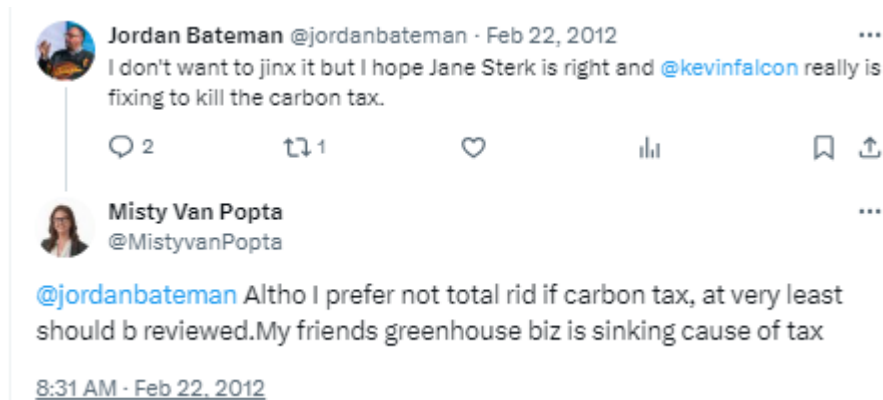 Jordan Bateman @jordanbateman · Feb 22, 2012
I don't want to jinx it but I hope Jane Sterk is right and @kevinfalcon really is
fixing to kill the carbon tax.
2 1
Misty Van Popta
@MistyvanPopta
@jordanbateman Altho I prefer not total rid if carbon tax, at very least
should b reviewed.My friends greenhouse biz is sinking cause of tax
8:31 AM · Feb 22, 2012